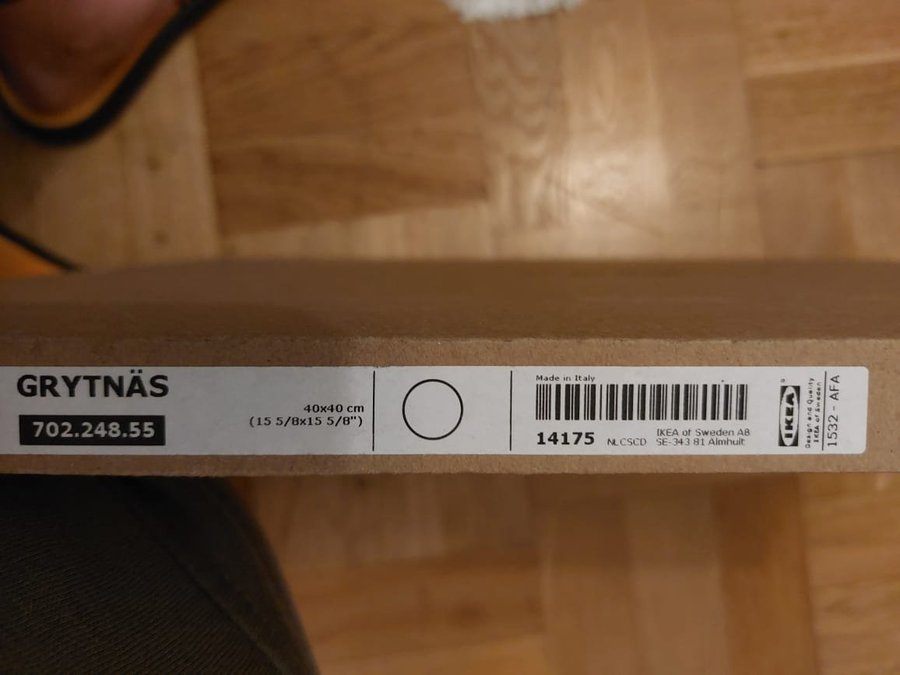 GRYTNÄS
702.248.55
40x40 cm
(15 5/8x15 5/8")
Made in Italy
14175
NLCSCD
IKEA of Sweden AB
SE-343 81 Älmhult
IKEA
®
Design and Quality
IKEA of Sweden
1532 - AFA